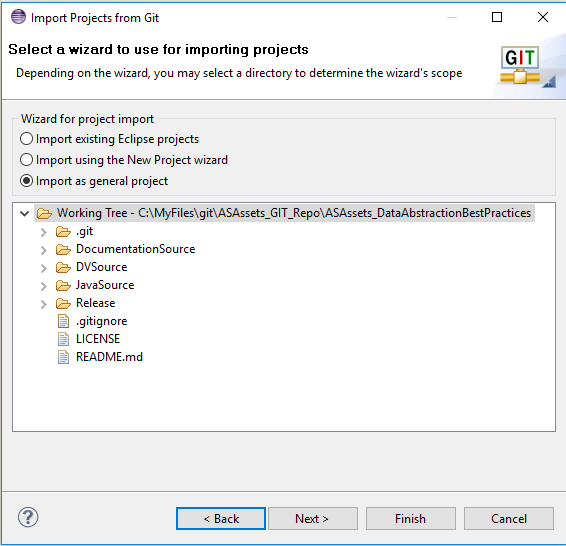 Import Projects from Git
Select a wizard to use for importing projects
Depending on the wizard, you may select a directory to determine the wizard's scope
GIT
Wizard for project import
Import existing Eclipse projects
Import using the New Project wizard
Import as general project
Working Tree - C:\MyFiles\git\ASAssets_GIT_Repo\ASAssets_DataAbstractionBestPractices
.git
DocumentationSource
DVSource
JavaSource
Release
.gitignore
LICENSE
README.md
?
< Back
Next >
Finish
Cancel